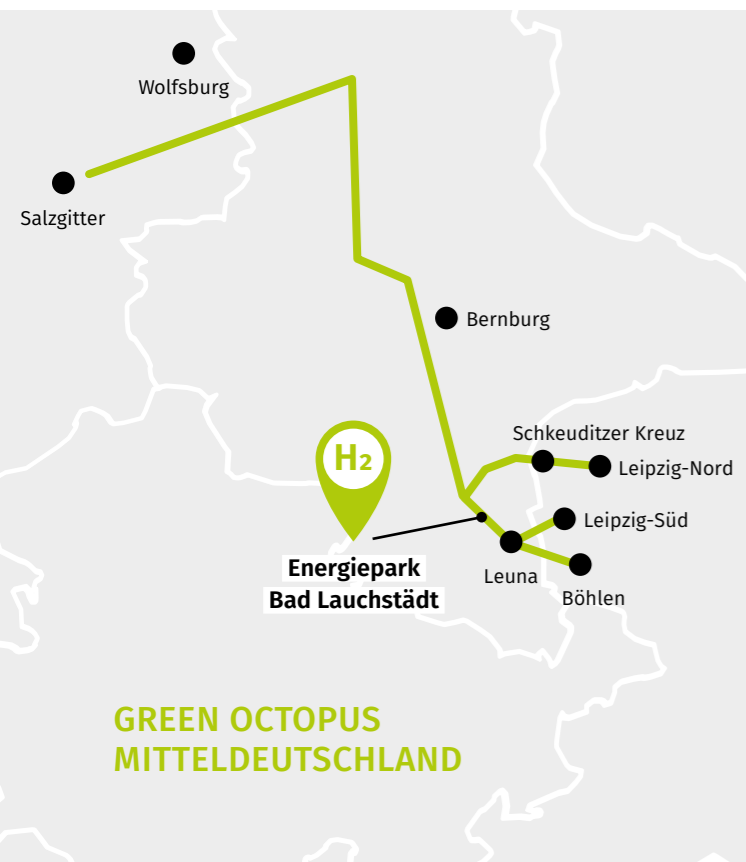 Wolfsburg
Salzgitter
Bernburg
Schkeuditzer Kreuz
H₂
Leipzig-Nord
Leipzig-Süd
Energiepark
Bad Lauchstädt
Leuna
Böhlen
GREEN OCTOPUS
MITTELDEUTSCHLAND